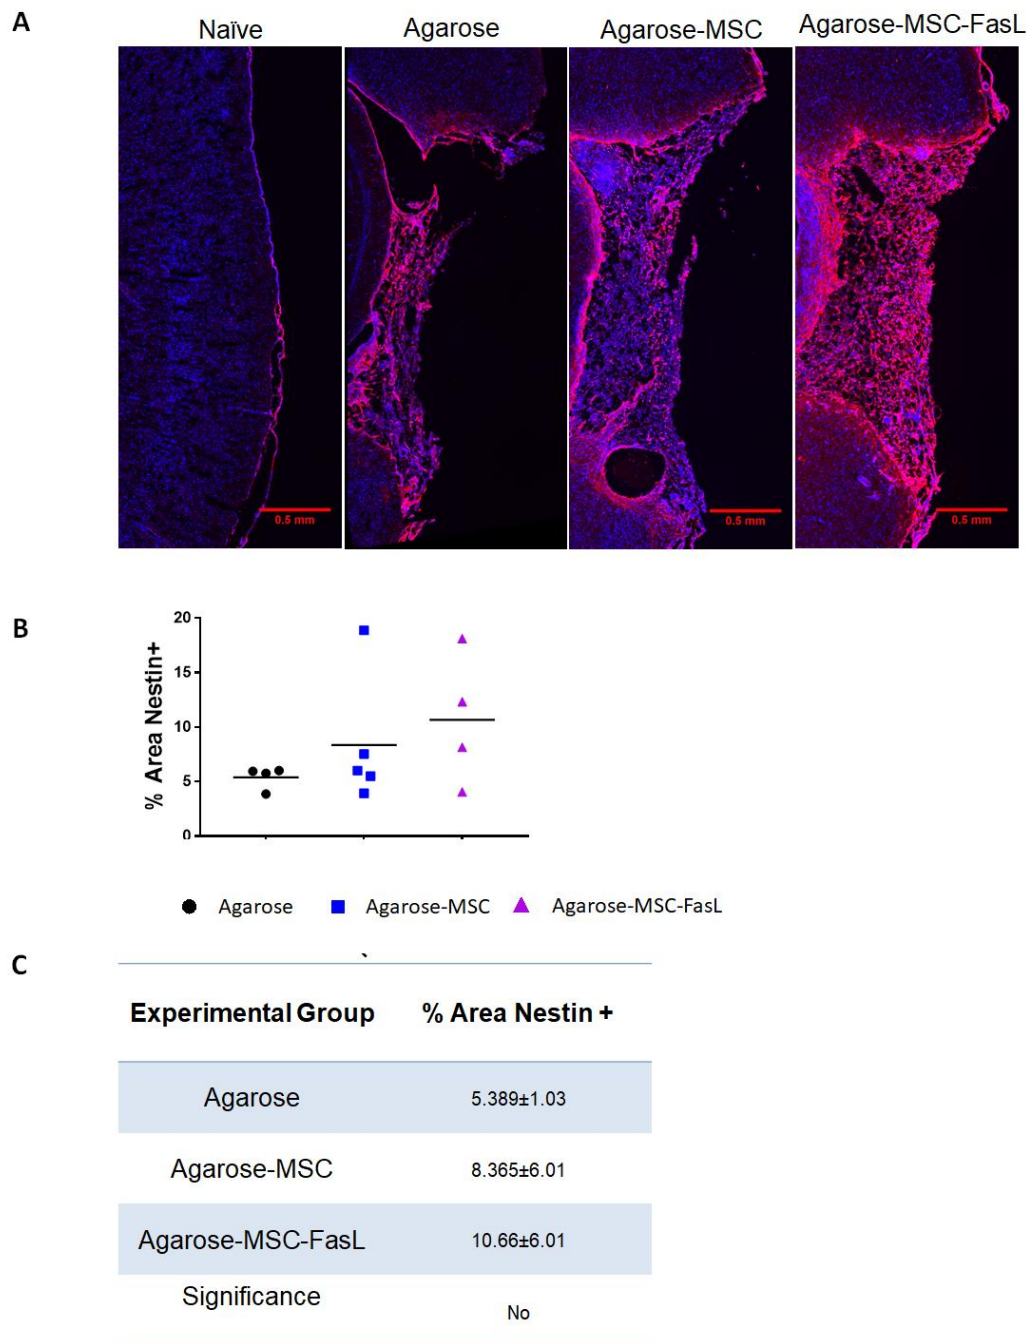 A
Naïve
Agarose
Agarose-MSC
Agarose-MSC-FasL
0.5 mm
0.5 mm
0.5 mm
B
% Area Nestin+
20
15
10
5
0
Agarose
Agarose-MSC
Agarose-MSC-FasL
C
Experimental Group % Area Nestin +
Agarose 5.389±1.03
Agarose-MSC 8.365±6.01
Agarose-MSC-FasL 10.66±6.01
Significance No